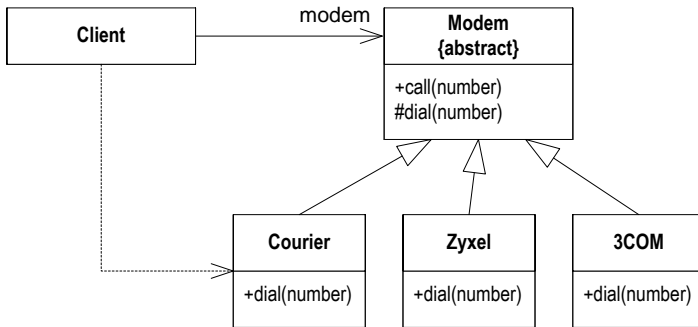 Client
modem
Modem
{abstract}
+call(number)
#dial(number)
Courier
+dial(number)
Zyxel
+dial(number)
3COM
+dial(number)